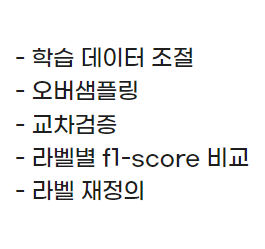 - 학습 데이터 조절
- 오버샘플링
- 교차검증
- 라벨별 f1-score 비교
- 라벨 재정의